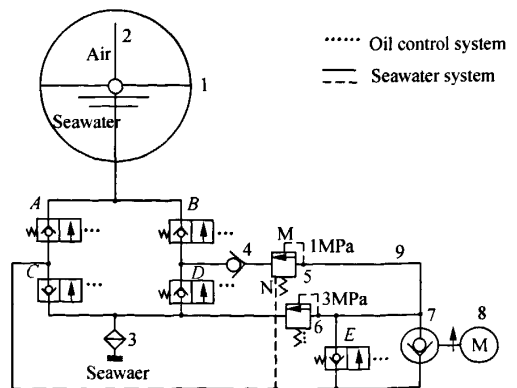 2
Air
1
Seawater
Oil control system
Seawater system
A
B
M
4
1MPa
9
C
D
N
5
3MPa
6
7
8
E
M
3
Seawaer